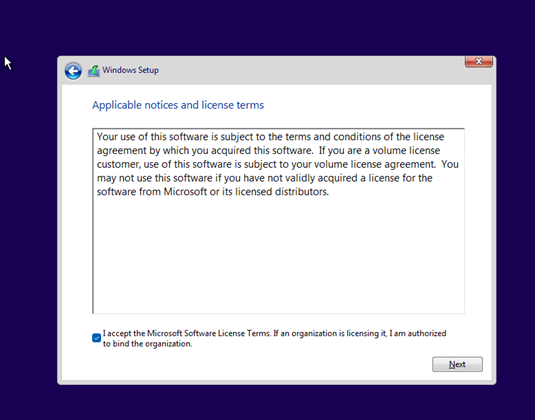 Windows Setup
Applicable notices and license terms
Your use of this software is subject to the terms and conditions of the license
agreement by which you acquired this software.  If you are a volume license
customer, use of this software is subject to your volume license agreement.  You
may not use this software if you have not validly acquired a license for the
software from Microsoft or its licensed distributors.
I accept the Microsoft Software License Terms. If an organization is licensing it, I am authorized
to bind the organization.
Next